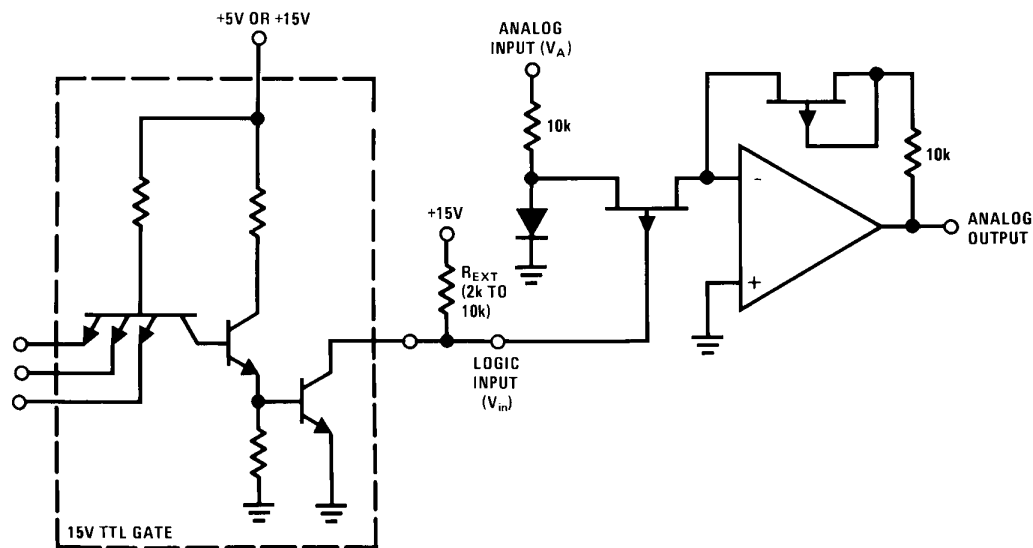 +5V OR +15V
ANALOG
INPUT (VA)
10k
10k
+15V
REXT
(2k TO
10k)
-
+
ANALOG
OUTPUT
LOGIC
INPUT
(Vin)
15V TTL GATE